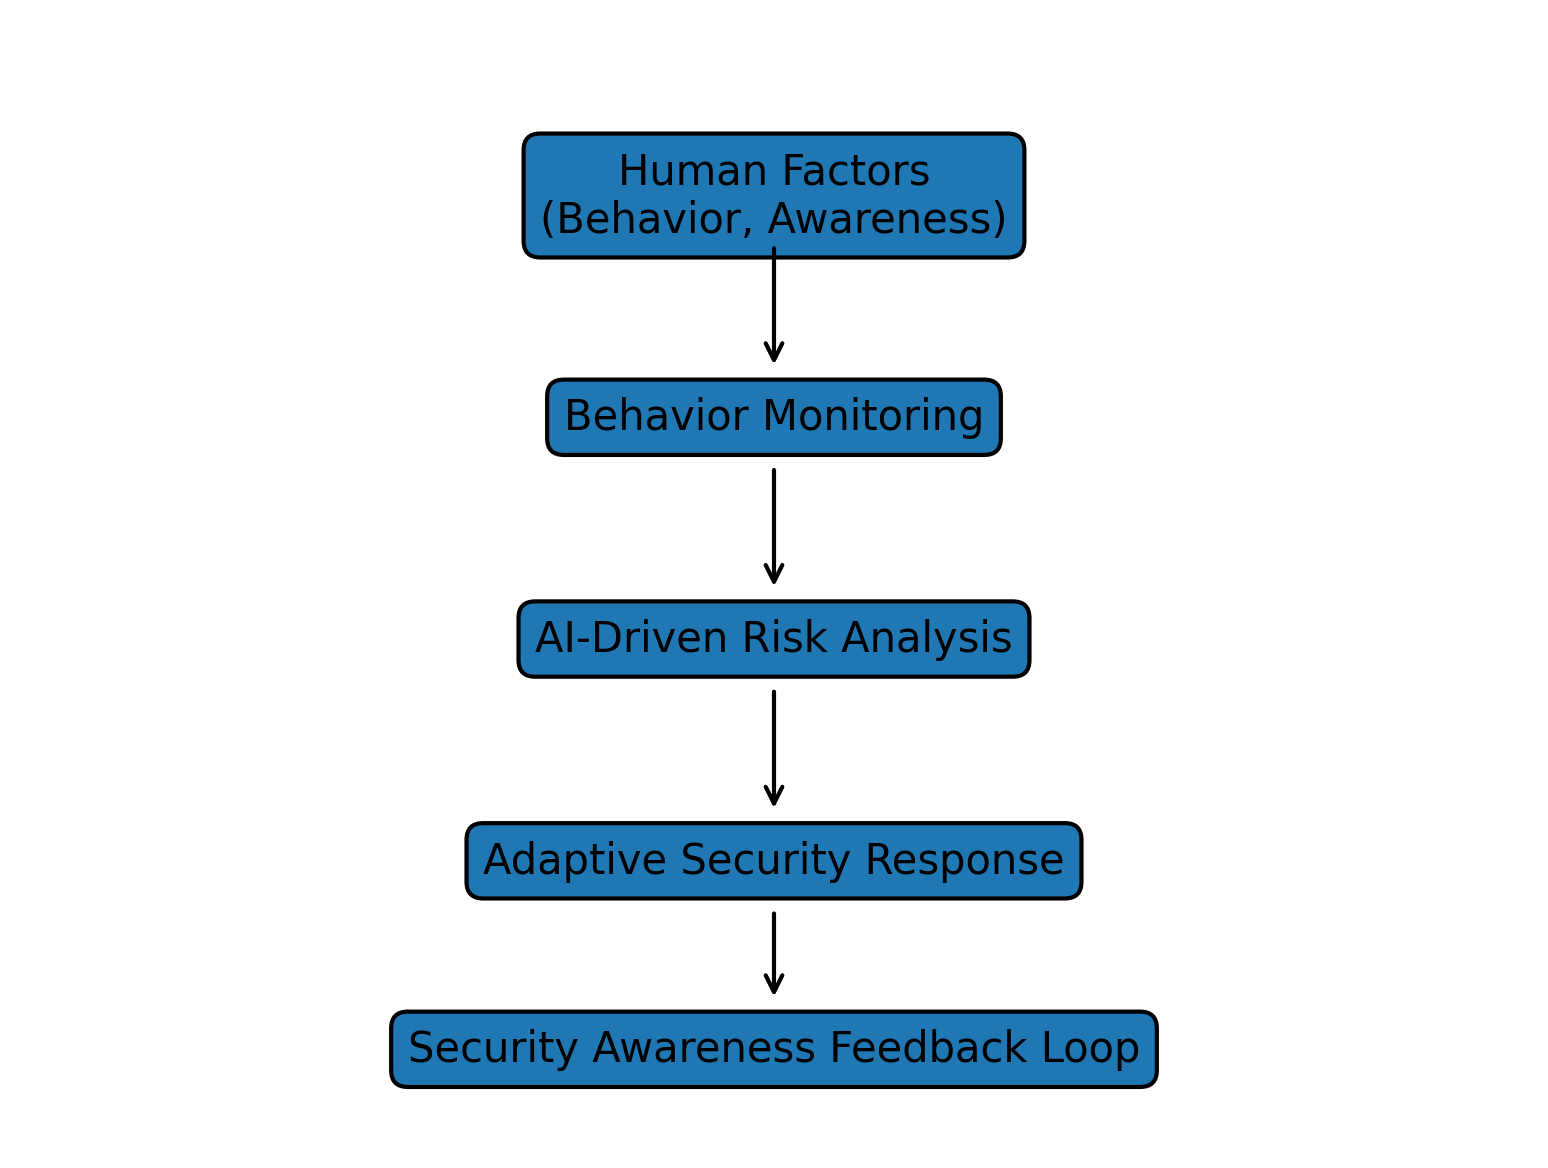 Human Factors
(Behavior, Awareness)
Behavior Monitoring
AI-Driven Risk Analysis
Adaptive Security Response
Security Awareness Feedback Loop